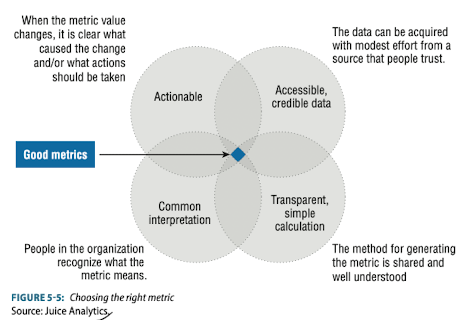 When the metric value
changes, it is clear what
caused the change
and/or what actions
should be taken
The data can be acquired
with modest effort from a
source that people trust.
Actionable
Accessible,
credible data
Good metrics
Common
interpretation
Transparent,
simple
calculation
People in the organization
recognize what the
metric means.
The method for generating
the metric is shared and
well understood
FIGURE 5-5: Choosing the right metric
Source: Juice Analytics,